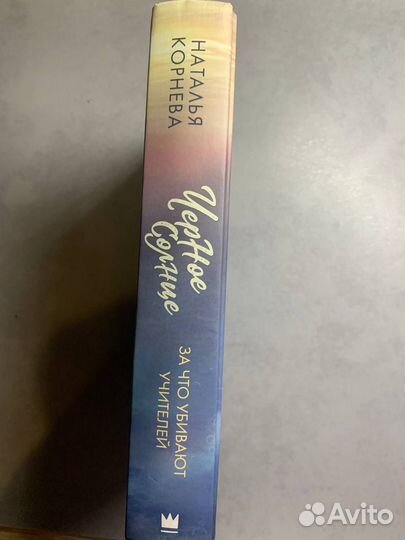 НАТАЛЬЯ
КОРНЕВА
Черное
Солнце
ЗА ЧТО УБИВАЮТ
УЧИТЕЛЕЙ
Avito